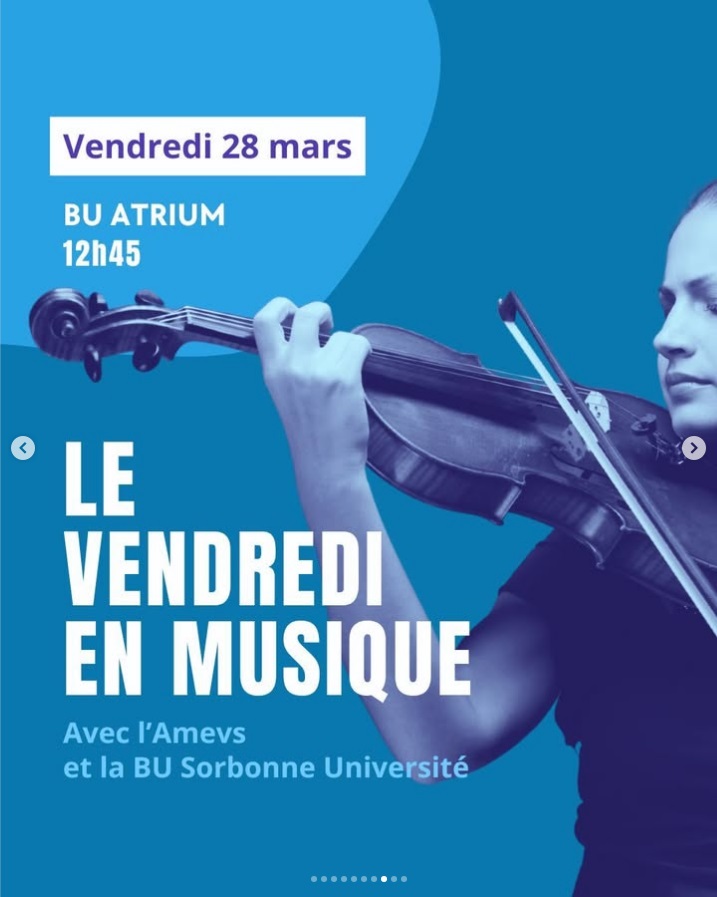 Vendredi 28 mars
BU ATRIUM
12h45
LE
VENDREDI
EN MUSIQUE
Avec l'Amevs
et la BU Sorbonne Université